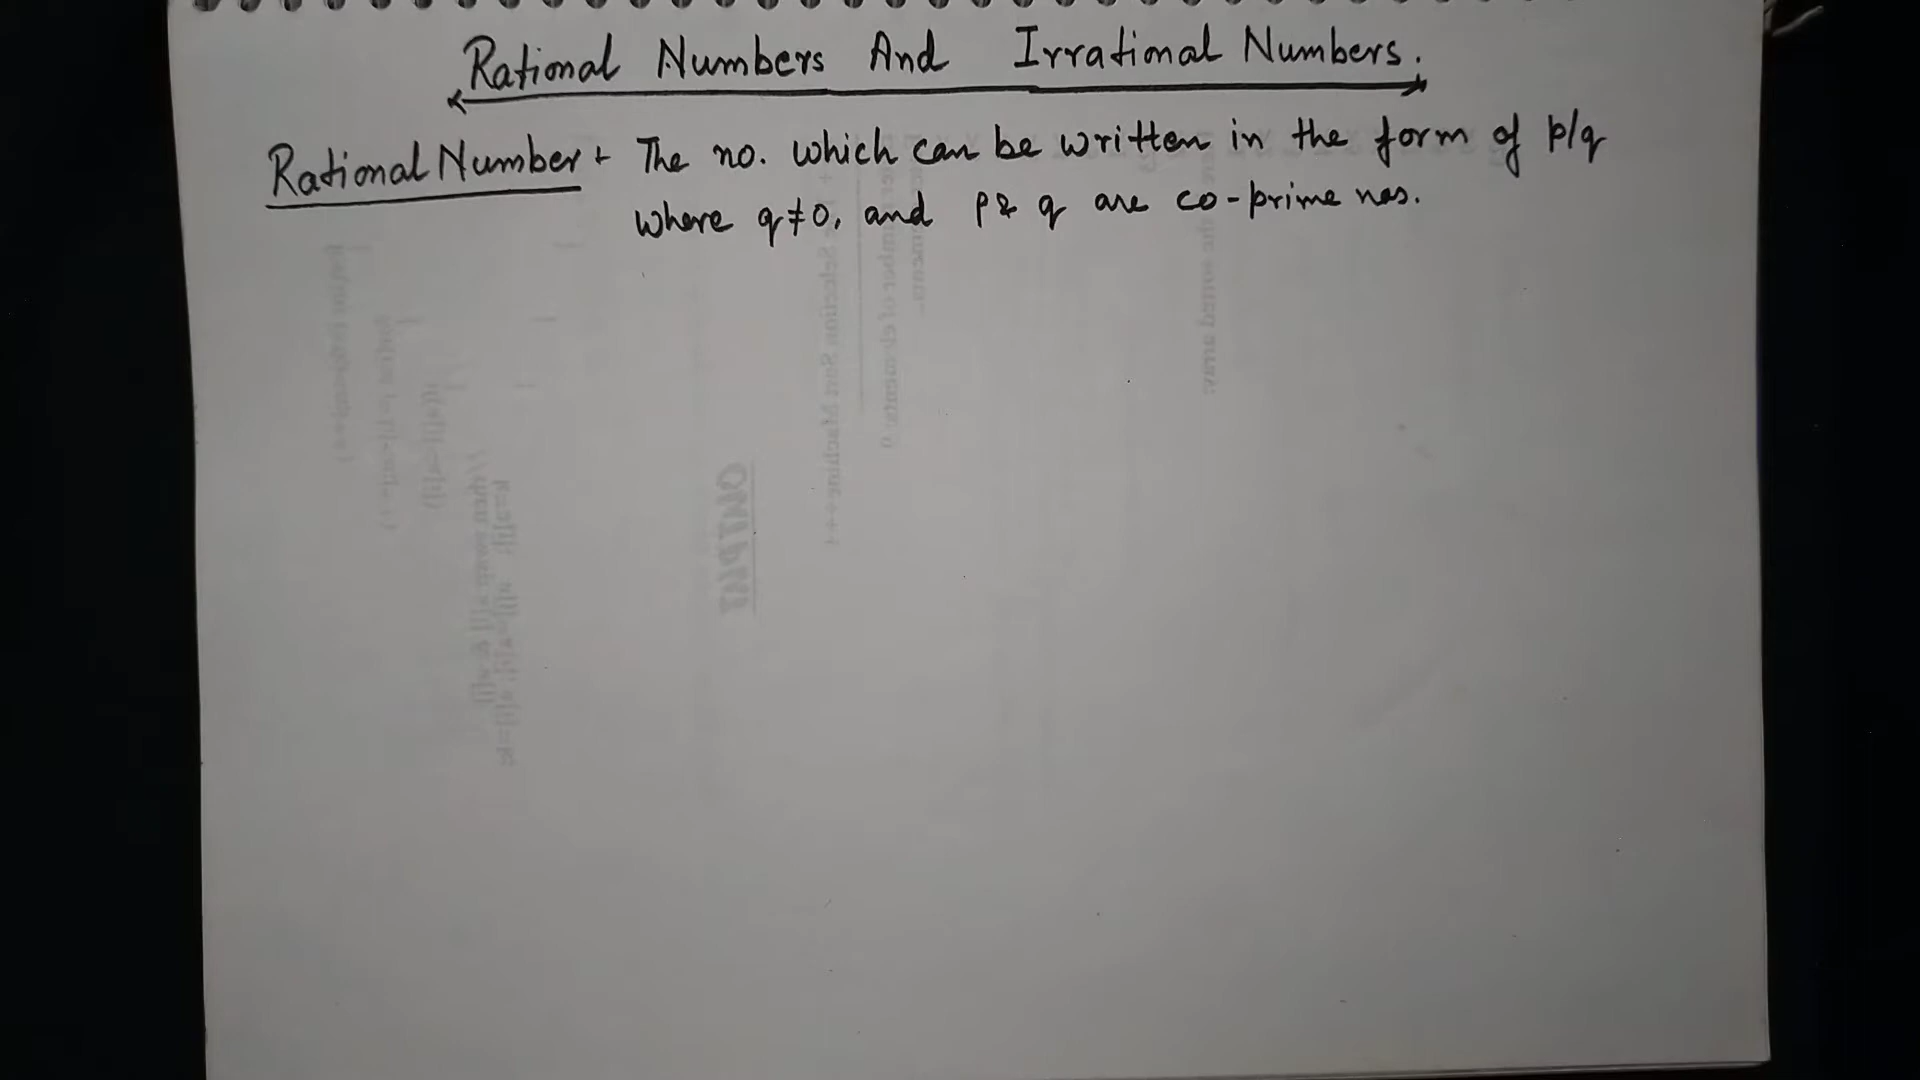 Rational Numbers And Irrational Numbers.
Rational Number:- The no. which can be written in the form of p/q
where q≠0, and p & q are co-prime nos.